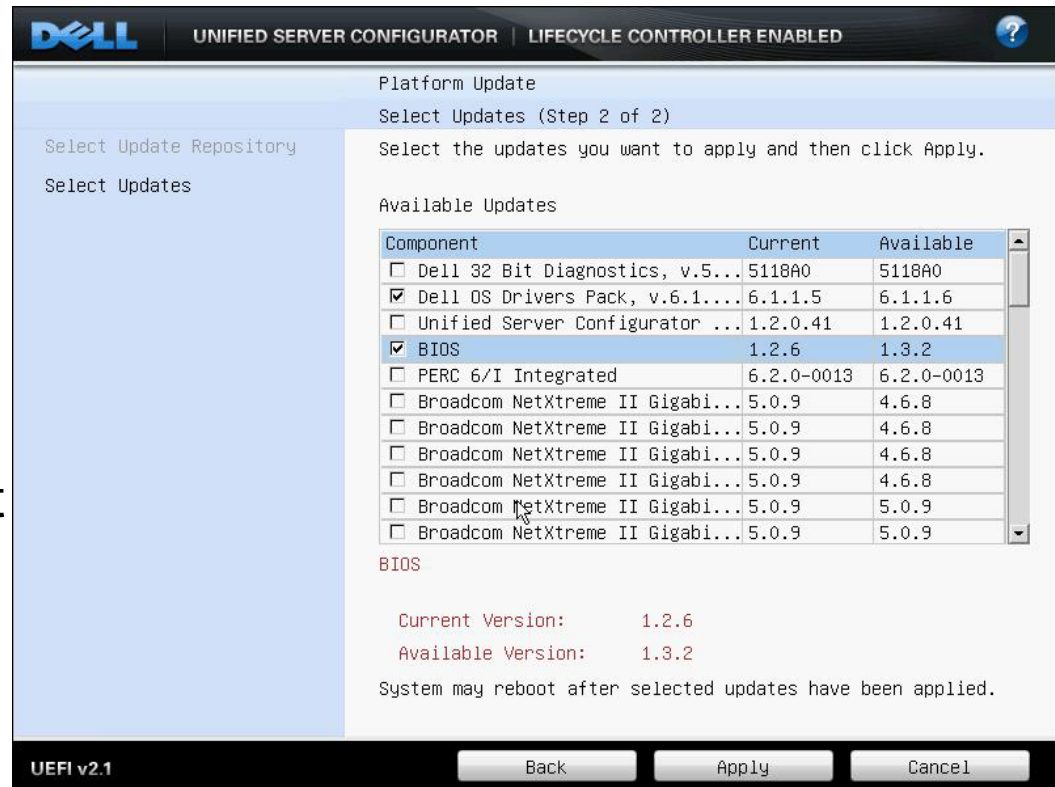 DELL UNIFIED SERVER CONFIGURATOR | LIFECYCLE CONTROLLER ENABLED ?
Platform Update
Select Updates (Step 2 of 2)
Select Update Repository
Select Updates
Select the updates you want to apply and then click Apply.
Available Updates
Component Current Available
Dell 32 Bit Diagnostics, v.5... 5118A0 5118A0
Dell OS Drivers Pack, v.6.1.... 6.1.1.5 6.1.1.6
Unified Server Configurator ... 1.2.0.41 1.2.0.41
BIOS 1.2.6 1.3.2
PERC 6/I Integrated 6.2.0-0013 6.2.0-0013
Broadcom NetXtreme II Gigabi... 5.0.9 4.6.8
Broadcom NetXtreme II Gigabi... 5.0.9 4.6.8
Broadcom NetXtreme II Gigabi... 5.0.9 4.6.8
Broadcom NetXtreme II Gigabi... 5.0.9 4.6.8
Broadcom NetXtreme II Gigabi... 5.0.9 5.0.9
Broadcom NetXtreme II Gigabi... 5.0.9 5.0.9
BIOS
Current Version: 1.2.6
Available Version: 1.3.2
System may reboot after selected updates have been applied.
UEFI v2.1 Back Apply Cancel